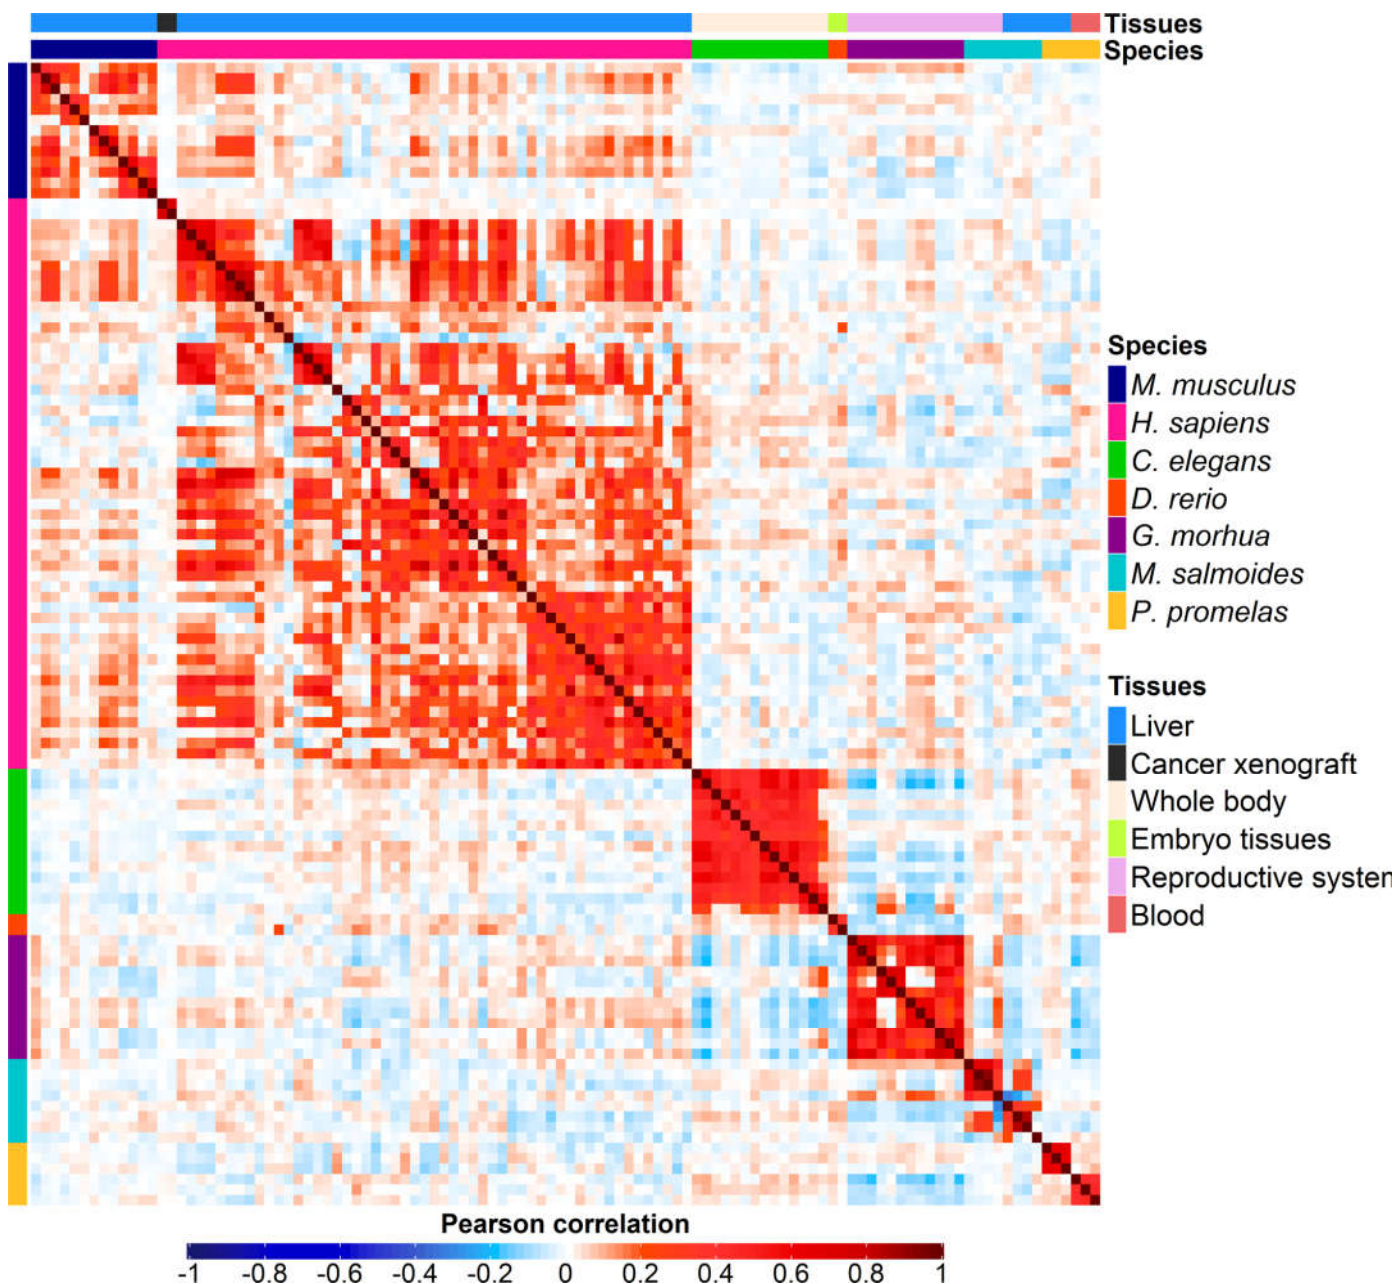 Tissues
Species
Species
M. musculus
H. sapiens
C. elegans
D. rerio
G. morhua
M. salmoides
P. promelas
Tissues
Liver
Cancer xenograft
Whole body
Embryo tissues
Reproductive system
Blood
Pearson correlation
-1 -0.8 -0.6 -0.4 -0.2 0 0.2 0.4 0.6 0.8 1